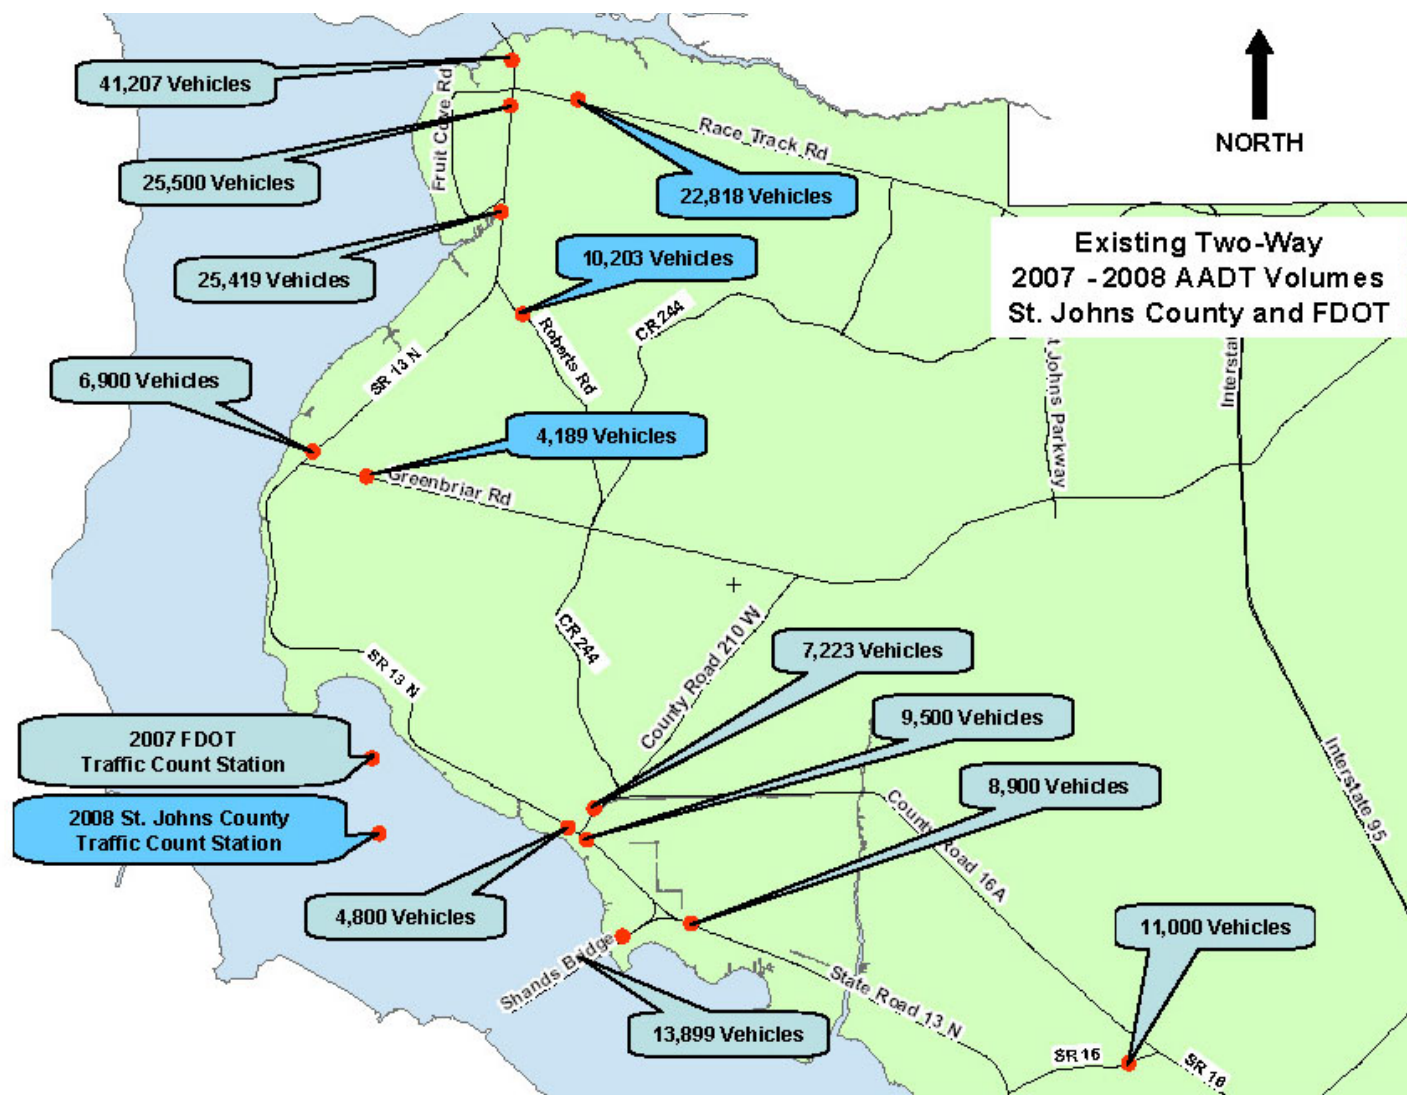 41,207 Vehicles
NORTH
25,500 Vehicles
Fruit Cove Rd
Race Track Rd
22,818 Vehicles
25,419 Vehicles
10,203 Vehicles
Existing Two-Way
2007 - 2008 AADT Volumes
St. Johns County and FDOT
CR 244
Roberts Rd
SR 13 N
6,900 Vehicles
t Johns Parkway
Intersta
4,189 Vehicles
Greenbriar Rd
CR 244
County Road 210 W
7,223 Vehicles
SR 13 N
9,500 Vehicles
2007 FDOT
Traffic Count Station
8,900 Vehicles
Interstate 95
2008 St. Johns County
Traffic Count Station
County Road 16A
4,800 Vehicles
11,000 Vehicles
Shands Bridge
State Road 13 N
13,899 Vehicles
SR 16
SR 16